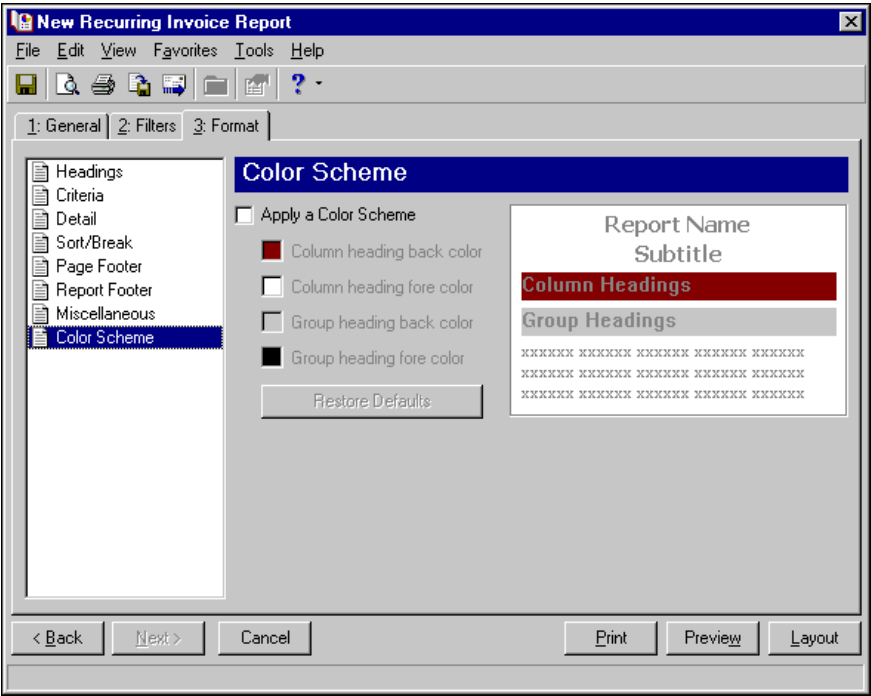 New Recurring Invoice Report
File Edit View Favorites Tools Help
?
1: General 2: Filters 3: Format
Headings
Criteria
Detail
Sort/Break
Page Footer
Report Footer
Miscellaneous
Color Scheme
Color Scheme
Apply a Color Scheme
Column heading back color
Column heading fore color
Group heading back color
Group heading fore color
Restore Defaults
Report Name
Subtitle
Column Headings
Group Headings
xxxxxx xxxxxx xxxxxx xxxxxx xxxxxx
xxxxxx xxxxxx xxxxxx xxxxxx xxxxxx
xxxxxx xxxxxx xxxxxx xxxxxx xxxxxx
< Back Next > Cancel Print Preview Layout